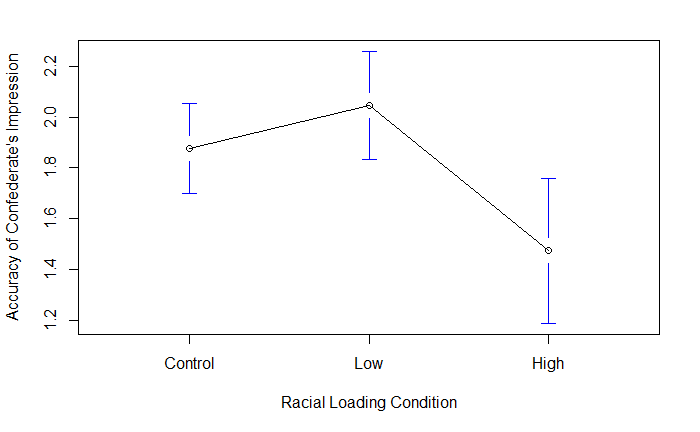 Accuracy of Confederate's Impression
2.2
2.0
1.8
1.6
1.4
1.2
Control Low High
Racial Loading Condition